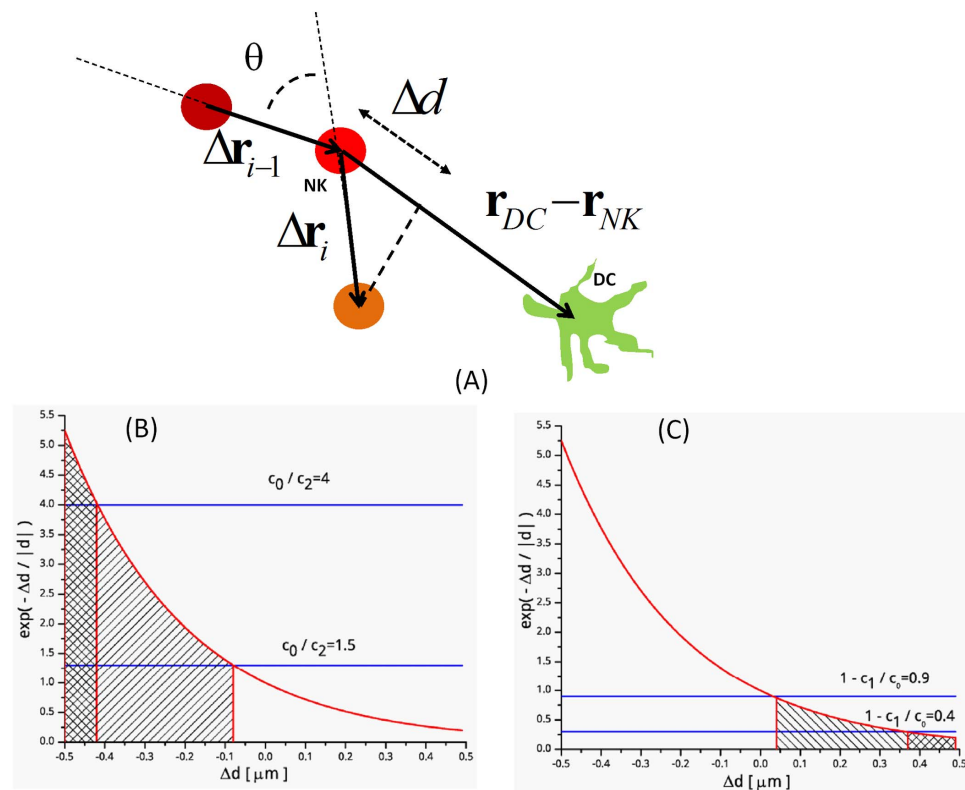 θ
Δd
Δr_{i-1}
NK
r_{DC} – r_{NK}
Δr_i
DC
(A)
(B)
exp(- Δd / |d| )
5.5
5.0
4.5
4.0
3.5
3.0
2.5
2.0
1.5
1.0
0.5
0.0
c_0 / c_2=4
c_0 / c_2=1.5
-0.5 -0.4 -0.3 -0.2 -0.1 0.0 0.1 0.2 0.3 0.4 0.5
Δd [ μm ]
(C)
exp(- Δd / |d| )
5.5
5.0
4.5
4.0
3.5
3.0
2.5
2.0
1.5
1.0
0.5
0.0
1 - c_1 / c_0=0.9
1 - c_1 / c_0=0.4
-0.5 -0.4 -0.3 -0.2 -0.1 0.0 0.1 0.2 0.3 0.4 0.5
Δd [ μm ]